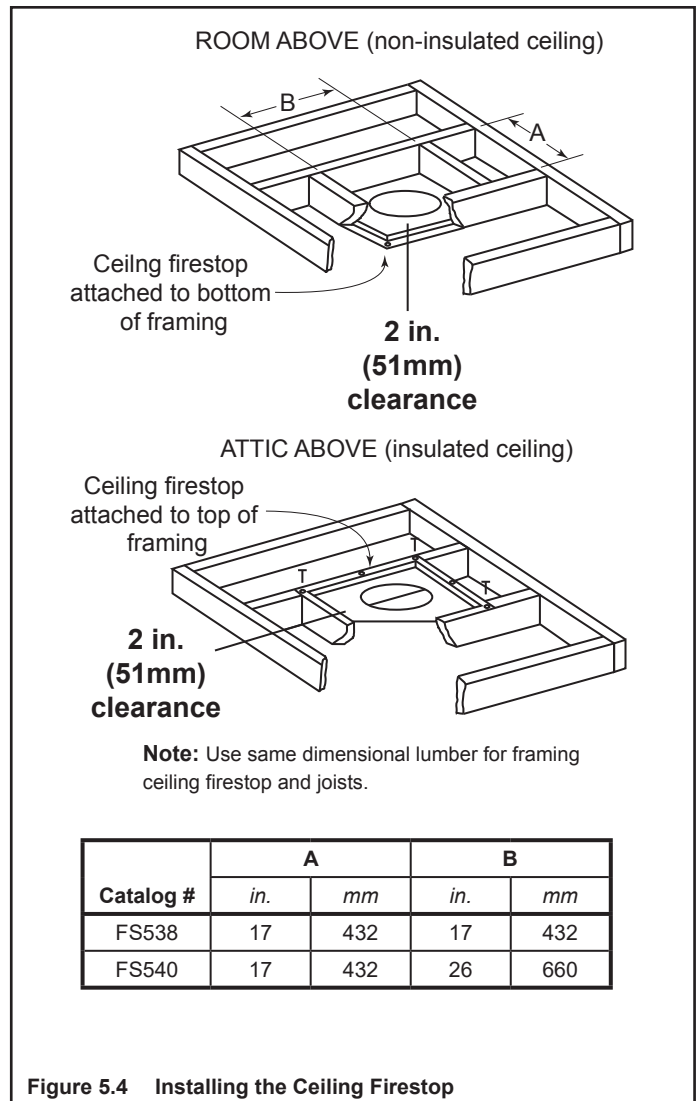 ROOM ABOVE (non-insulated ceiling)
B
A
Ceilng firestop
attached to bottom
of framing
2 in.
(51mm)
clearance
ATTIC ABOVE (insulated ceiling)
Ceiling firestop
attached to top of
framing
2 in.
(51mm)
clearance
Note: Use same dimensional lumber for framing
ceiling firestop and joists.
A B
Catalog # in. mm in. mm
FS538 17 432 17 432
FS540 17 432 26 660
Figure 5.4 Installing the Ceiling Firestop